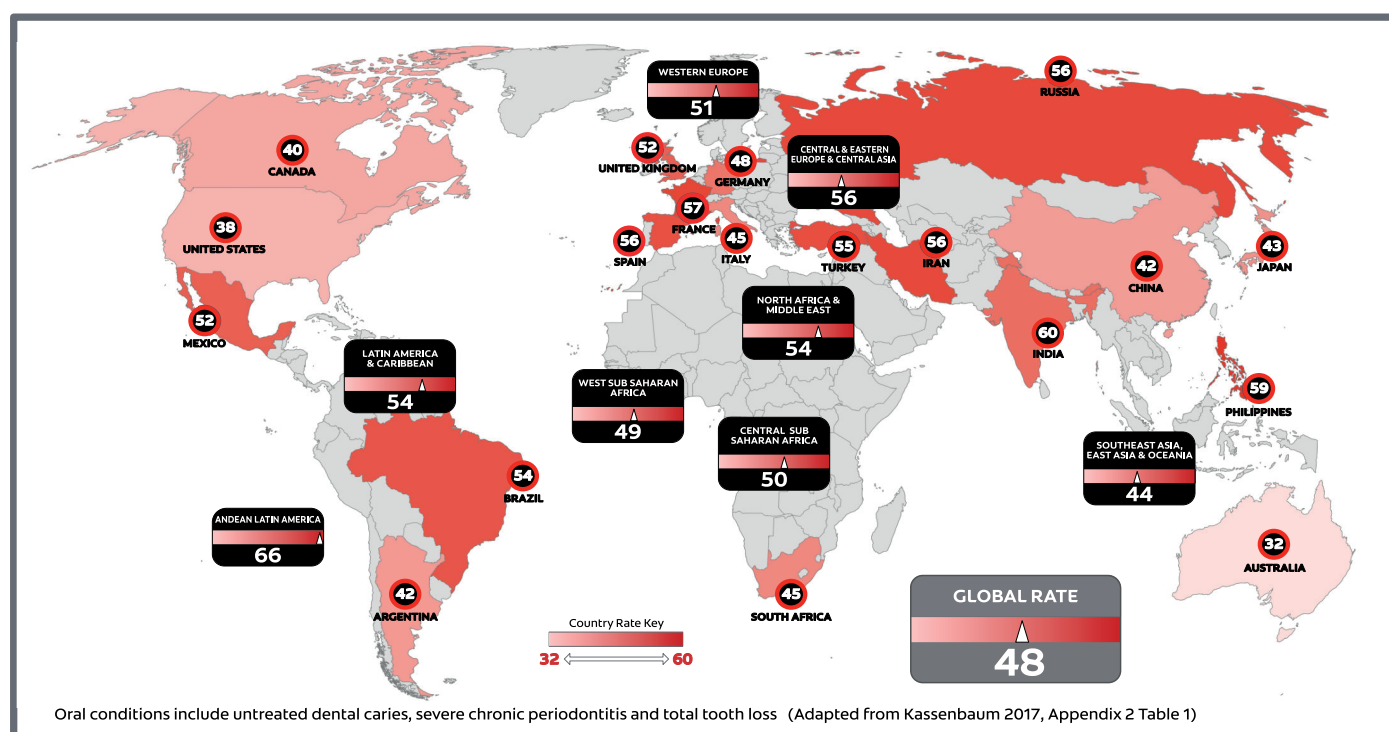 WESTERN EUROPE
51
56
RUSSIA
40
CANADA
52
UNITED KINGDOM
48
GERMANY
CENTRAL & EASTERN
EUROPE & CENTRAL ASIA
56
38
UNITED STATES
57
FRANCE
56
SPAIN
45
ITALY
55
TURKEY
56
IRAN
43
JAPAN
42
CHINA
52
MEXICO
NORTH AFRICA &
MIDDLE EAST
54
60
INDIA
LATIN AMERICA
& CARIBBEAN
54
WEST SUB SAHARAN
AFRICA
49
59
PHILIPPINES
CENTRAL SUB
SAHARAN AFRICA
50
SOUTHEAST ASIA,
EAST ASIA & OCEANIA
44
54
BRAZIL
ANDEAN LATIN AMERICA
66
32
AUSTRALIA
42
ARGENTINA
45
SOUTH AFRICA
Country Rate Key
32 60
GLOBAL RATE
48
Oral conditions include untreated dental caries, severe chronic periodontitis and total tooth loss (Adapted from Kassenbaum 2017, Appendix 2 Table 1)